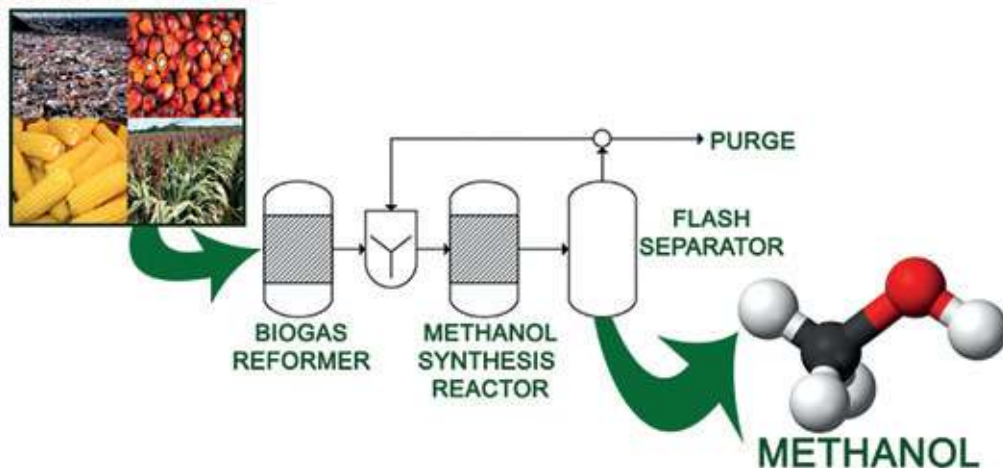 PURGE
FLASH
SEPARATOR
BIOGAS
REFORMER
METHANOL
SYNTHESIS
REACTOR
METHANOL